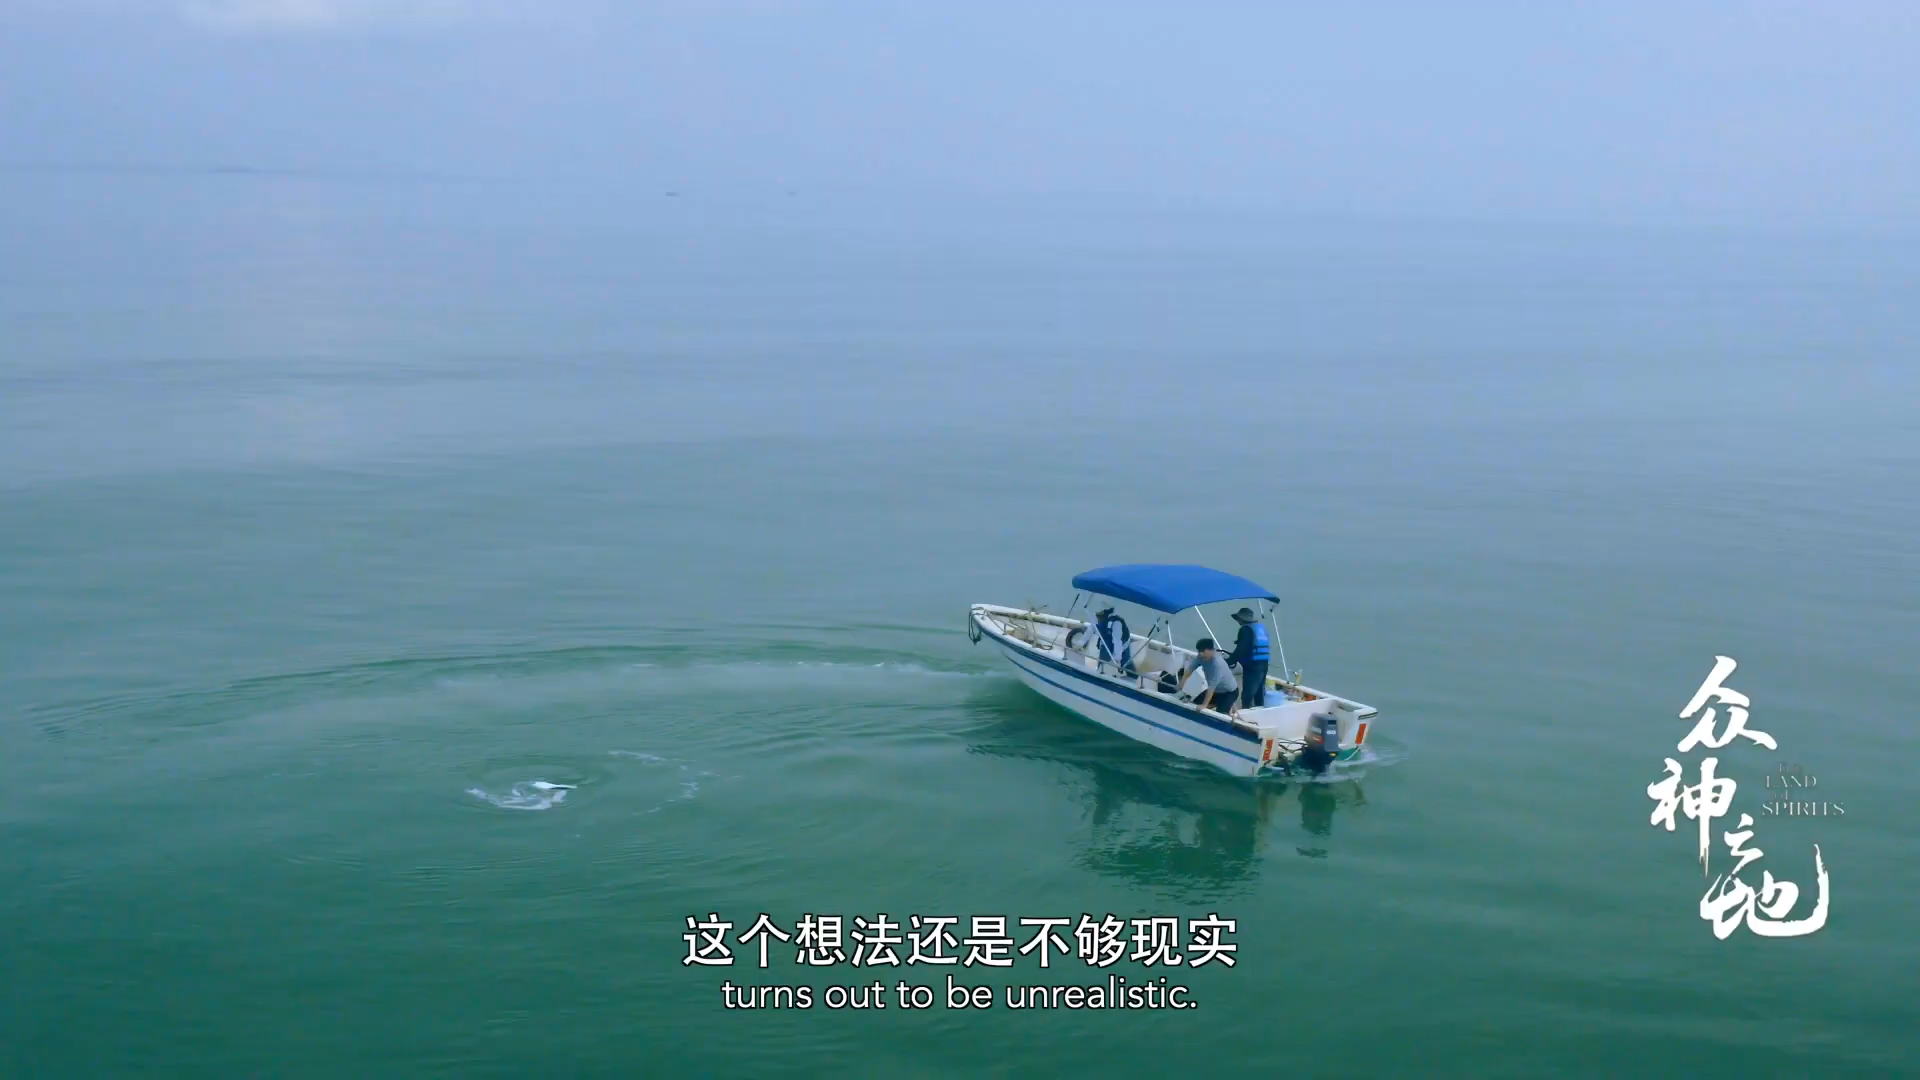 众神之地
LAND
SPIRITS
这个想法还是不够现实
turns out to be unrealistic.